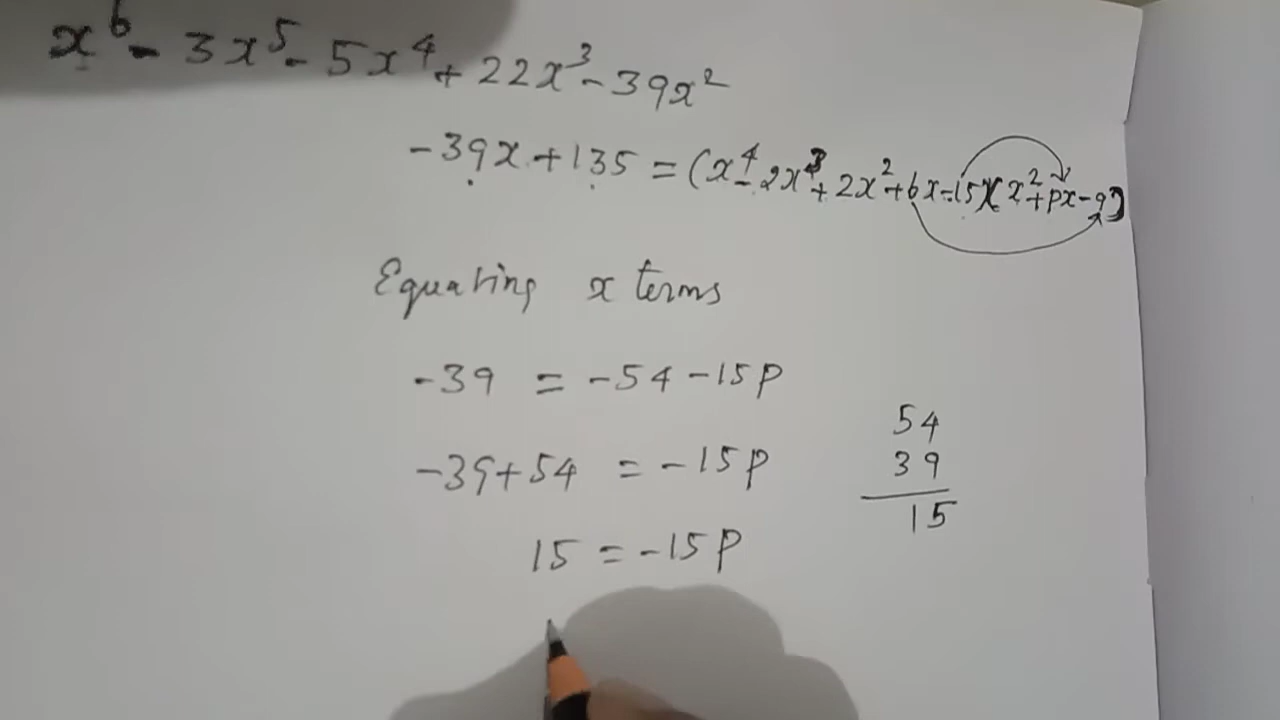 x⁶ - 3x⁵ - 5x⁴ + 22x³ - 39x²
-39x + 135 = (x⁴ - 2x³ + 2x² + 6x - 15)(x² + px - 9)
Equating x terms
-39 = -54 - 15p
-39 + 54 = -15p
15 = -15p
54
39
15